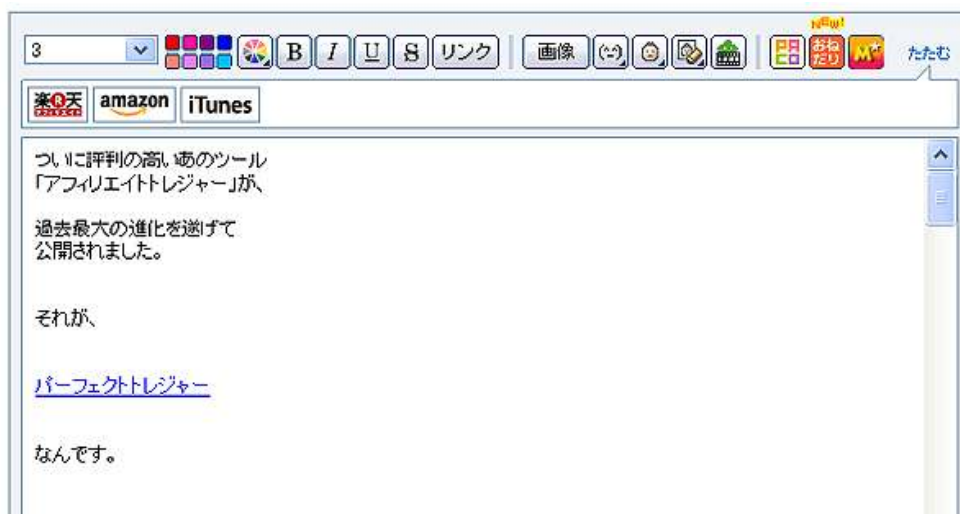 NEW!
3
B I U S リンク 画像 たたむ
おねだり
楽天 amazon iTunes
ついに評判の高いあのツール
「アフィリエイトトレジャー」が、
過去最大の進化を遂げて
公開されました。
それが、
パーフェクトトレジャー
なんです。